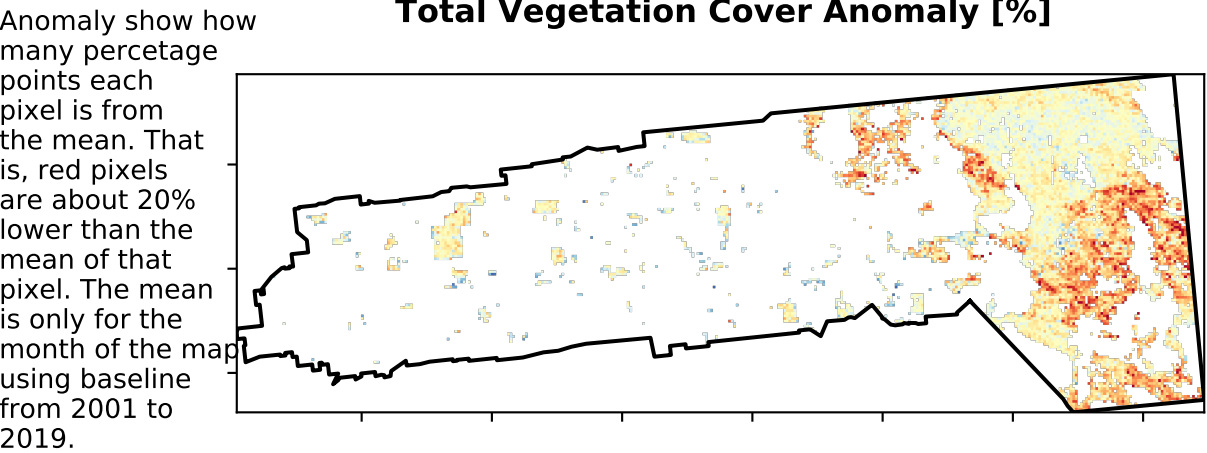 Total Vegetation Cover Anomaly [%]
Anomaly show how
many percetage
points each
pixel is from
the mean. That
is, red pixels
are about 20%
lower than the
mean of that
pixel. The mean
is only for the
month of the map
using baseline
from 2001 to
2019.